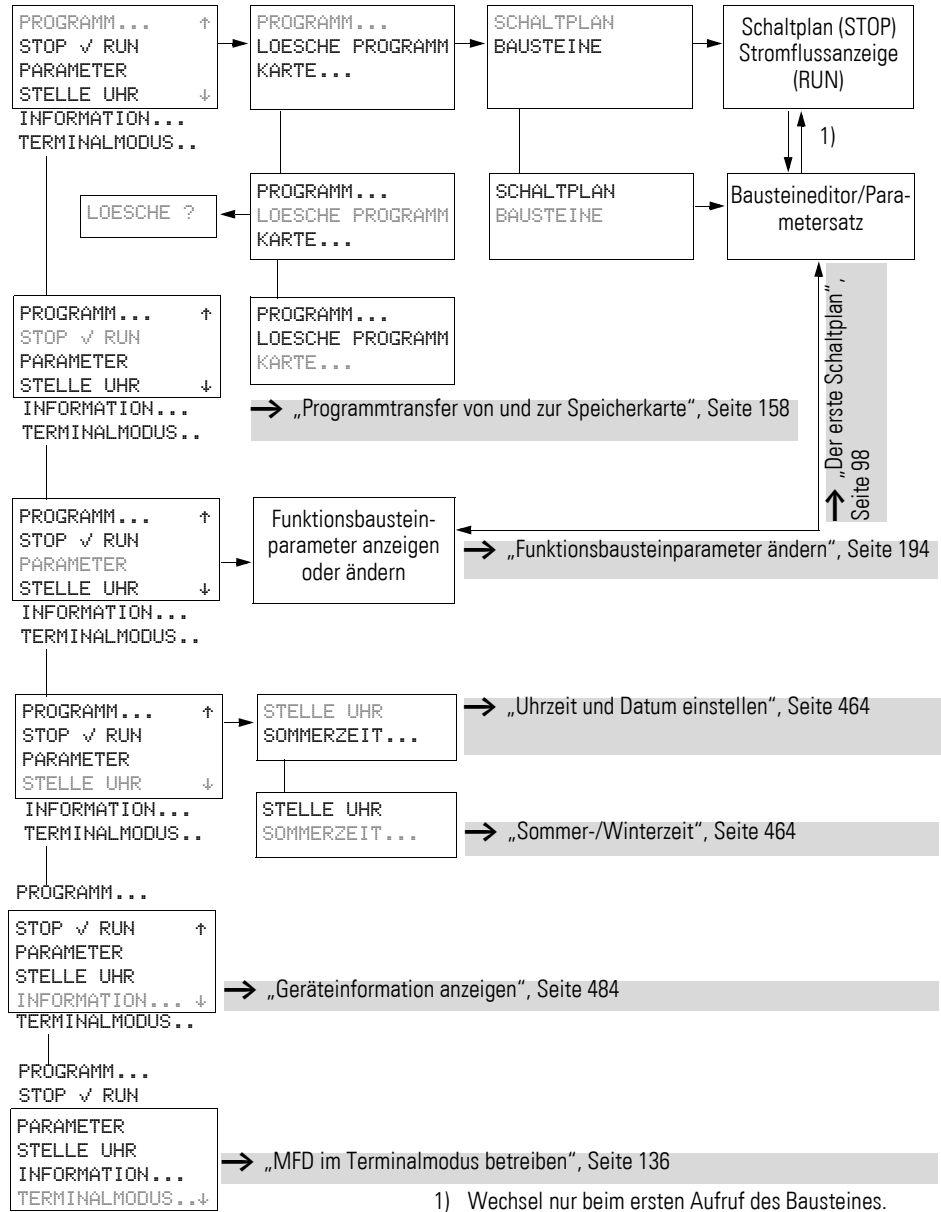 PROGRAMM... ↑
STOP √ RUN
PARAMETER
STELLE UHR ↓
INFORMATION...
TERMINALMODUS..
PROGRAMM...
LOESCHE PROGRAMM
KARTE...
SCHALTPLAN
BAUSTEINE
Schaltplan (STOP)
Stromflussanzeige
(RUN)
1)
LOESCHE ?
PROGRAMM...
LOESCHE PROGRAMM
KARTE...
SCHALTPLAN
BAUSTEINE
Bausteineditor/Para-
metersatz
PROGRAMM... ↑
STOP √ RUN
PARAMETER
STELLE UHR ↓
INFORMATION...
TERMINALMODUS..
PROGRAMM...
LOESCHE PROGRAMM
KARTE...
→ „Programmtransfer von und zur Speicherkarte“, Seite 158
→ „Der erste Schaltplan“,
Seite 98
PROGRAMM... ↑
STOP √ RUN
PARAMETER
STELLE UHR ↓
INFORMATION...
TERMINALMODUS..
Funktionsbaustein-
parameter anzeigen
oder ändern
→ „Funktionsbausteinparameter ändern“, Seite 194
PROGRAMM... ↑
STOP √ RUN
PARAMETER
STELLE UHR ↓
INFORMATION...
TERMINALMODUS..
STELLE UHR
SOMMERZEIT...
→ „Uhrzeit und Datum einstellen“, Seite 464
STELLE UHR
SOMMERZEIT...
→ „Sommer-/Winterzeit“, Seite 464
PROGRAMM...
STOP √ RUN ↑
PARAMETER
STELLE UHR
INFORMATION... ↓
TERMINALMODUS..
→ „Geräteinformation anzeigen“, Seite 484
PROGRAMM...
STOP √ RUN
PARAMETER
STELLE UHR
INFORMATION...
TERMINALMODUS..↓
→ „MFD im Terminalmodus betreiben“, Seite 136
1) Wechsel nur beim ersten Aufruf des Bausteines.